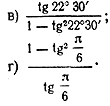 в) tg 22° 30′ / 1 − tg²22°30′ ;
г) 1 − tg² π/6 / tg π/6 .